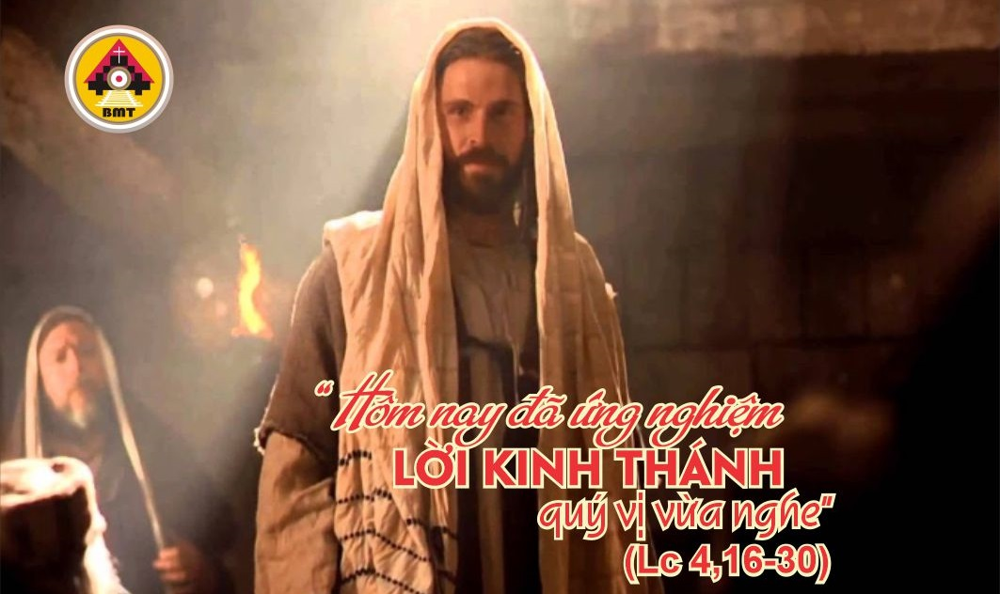 BMT
“Hôm nay đã ứng nghiệm
LỜI KINH THÁNH
quý vị vừa nghe"
(Lc 4,16-30)